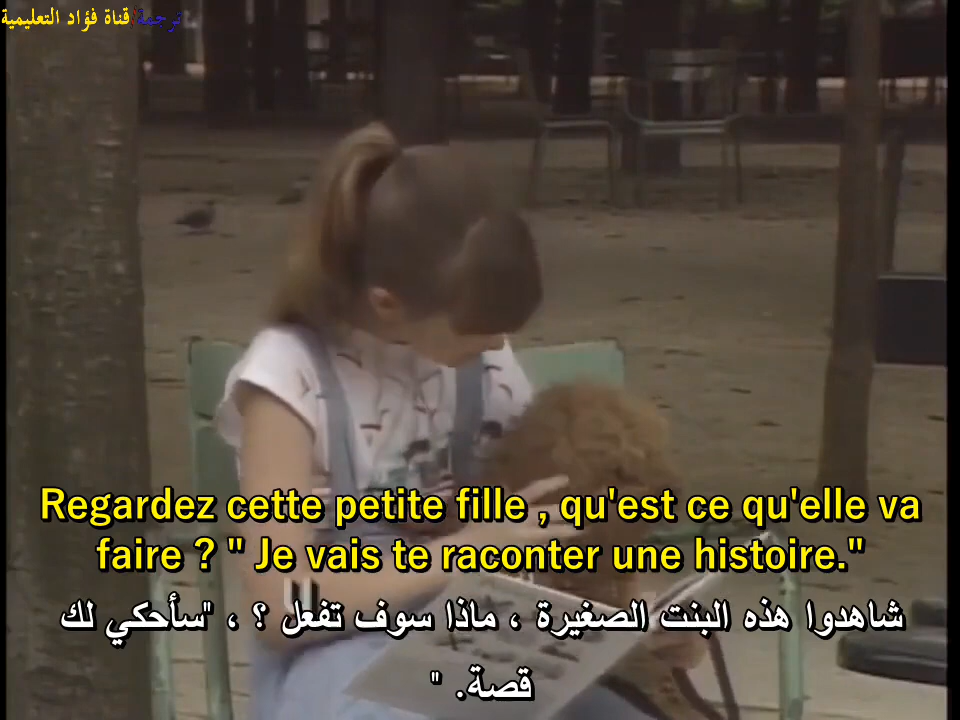 ترجمة\قناة فؤاد التعليمية
Regardez cette petite fille , qu'est ce qu'elle va
faire ? " Je vais te raconter une histoire."
شاهدوا هذه البنت الصغيرة ، ماذا سوف تفعل ؟ ، "سأحكي لك
قصة. "